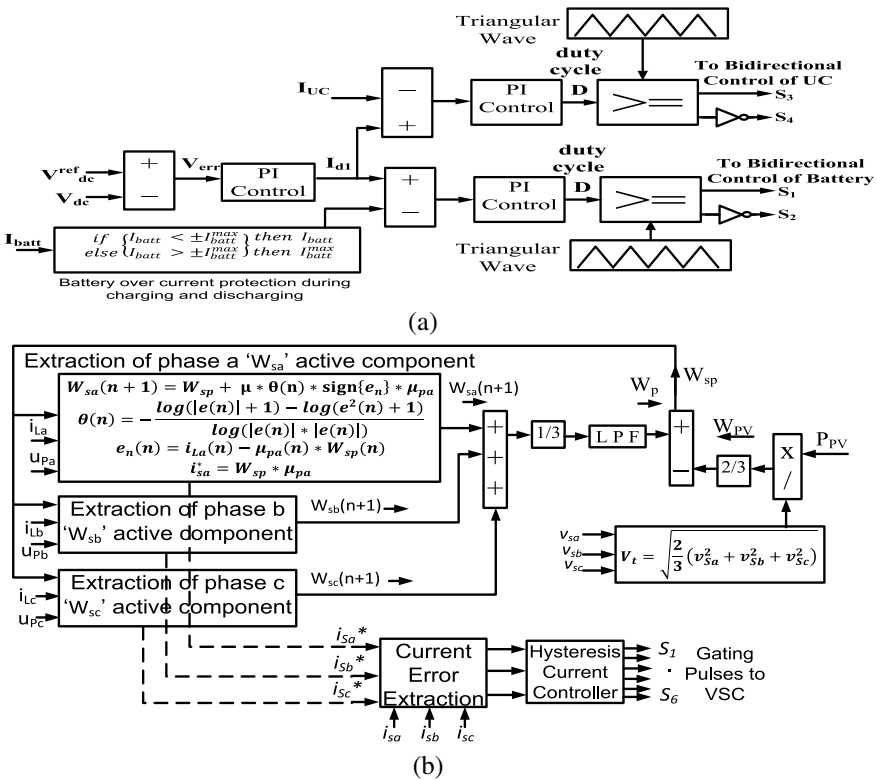 Triangular
Wave
duty
cycle
D
To Bidirectional
Control of UC
I_UC
−
+
PI
Control
>==
S_3
S_4
V^ref_dc
V_dc
+
−
V_err
PI
Control
I_d1
+
−
PI
Control
duty
cycle
D
>==
To Bidirectional
Control of Battery
S_1
S_2
I_batt
if {I_batt < ±I^max_batt} then I_batt
else {I_batt > ±I^max_batt} then I^max_batt
Battery over current protection during
charging and discharging
Triangular
Wave
(a)
Extraction of phase a 'W_sa' active component
W_sa(n + 1) = W_sp + μ * θ(n) * sign{e_n} * μ_pa
θ(n) = − (log(|e(n)| + 1) − log(e²(n) + 1)) / log(|e(n)| * |e(n)|)
e_n(n) = i_La(n) − μ_pa(n) * W_sp(n)
i*_sa = W_sp * μ_pa
i_La
u_Pa
W_sa(n+1)
+
+
+
1/3
L P F
W_p
W_sp
+
−
W_PV
2/3
X
/
P_PV
Extraction of phase b
'W_sb' active component
i_Lb
u_Pb
W_sb(n+1)
v_sa
v_sb
v_sc
V_t = √(2/3 (v²_Sa + v²_Sb + v²_Sc))
Extraction of phase c
'W_sc' active component
i_Lc
u_Pc
W_sc(n+1)
i_Sa*
i_Sb*
i_Sc*
Current
Error
Extraction
i_sa i_sb i_sc
Hysteresis
Current
Controller
S_1
.
S_6
Gating
Pulses to
VSC
(b)